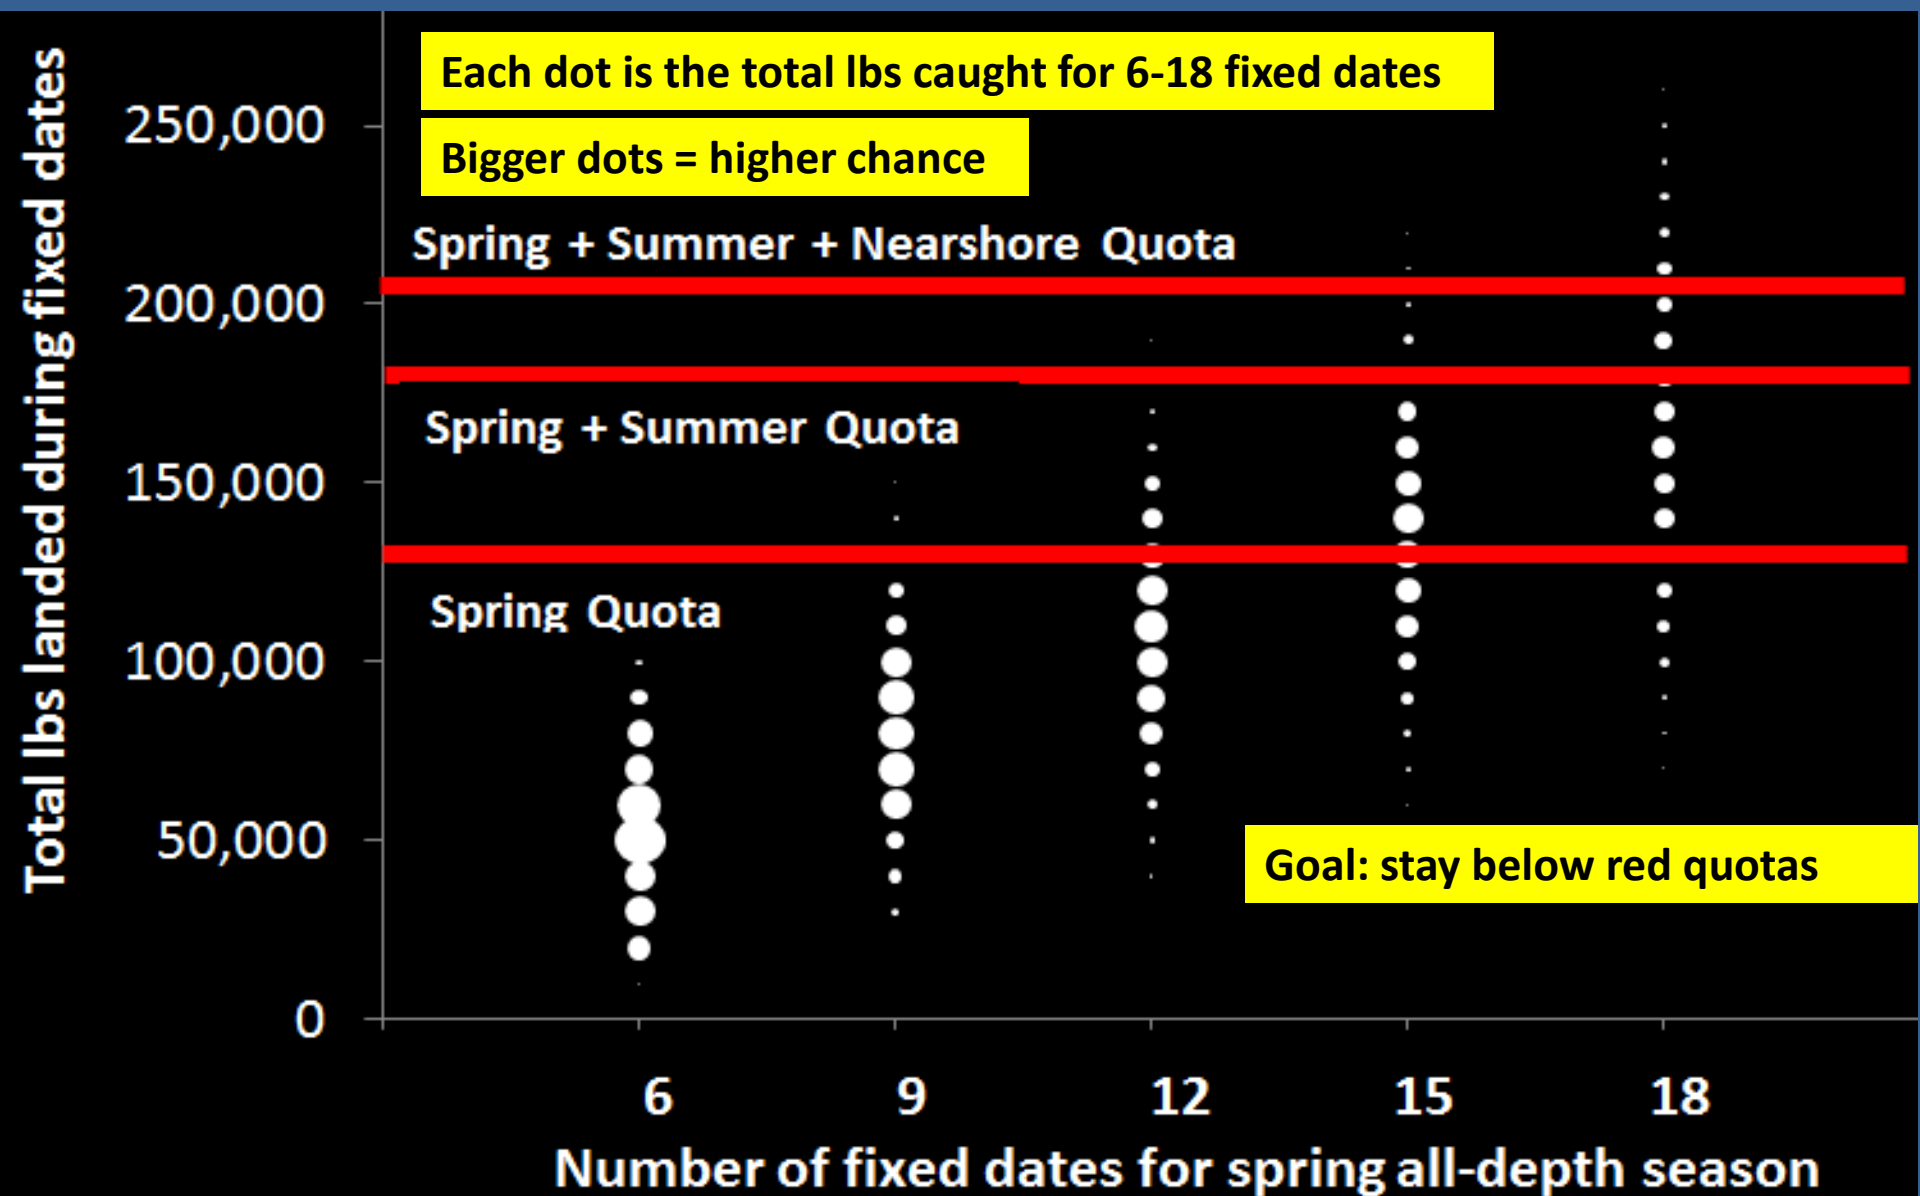 Total lbs landed during fixed dates
Each dot is the total lbs caught for 6-18 fixed dates
Bigger dots = higher chance
250,000
Spring + Summer + Nearshore Quota
200,000
Spring + Summer Quota
150,000
Spring Quota
100,000
50,000
Goal: stay below red quotas
0
6 9 12 15 18
Number of fixed dates for spring all-depth season